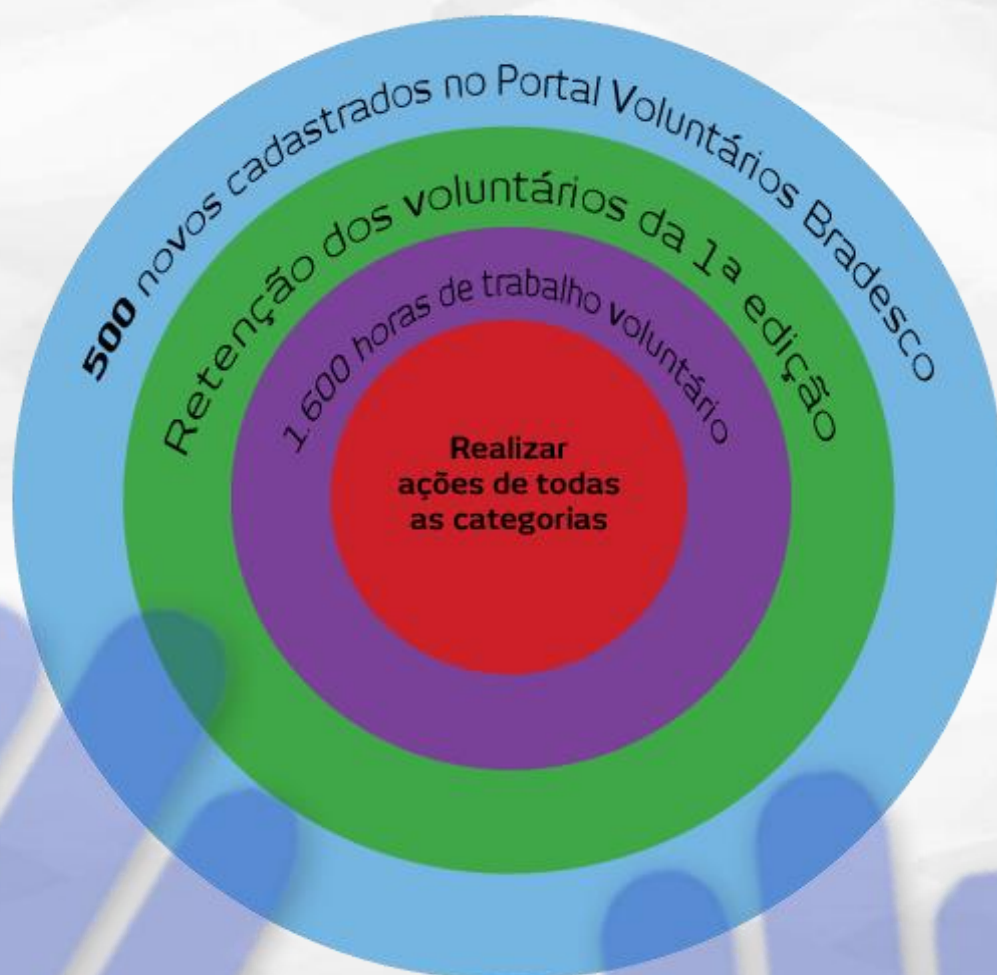 500 novos cadastrados no Portal Voluntários Bradesco
Retenção dos voluntários da 1ª edição
1.600 horas de trabalho voluntário
Realizar
ações de todas
as categorias